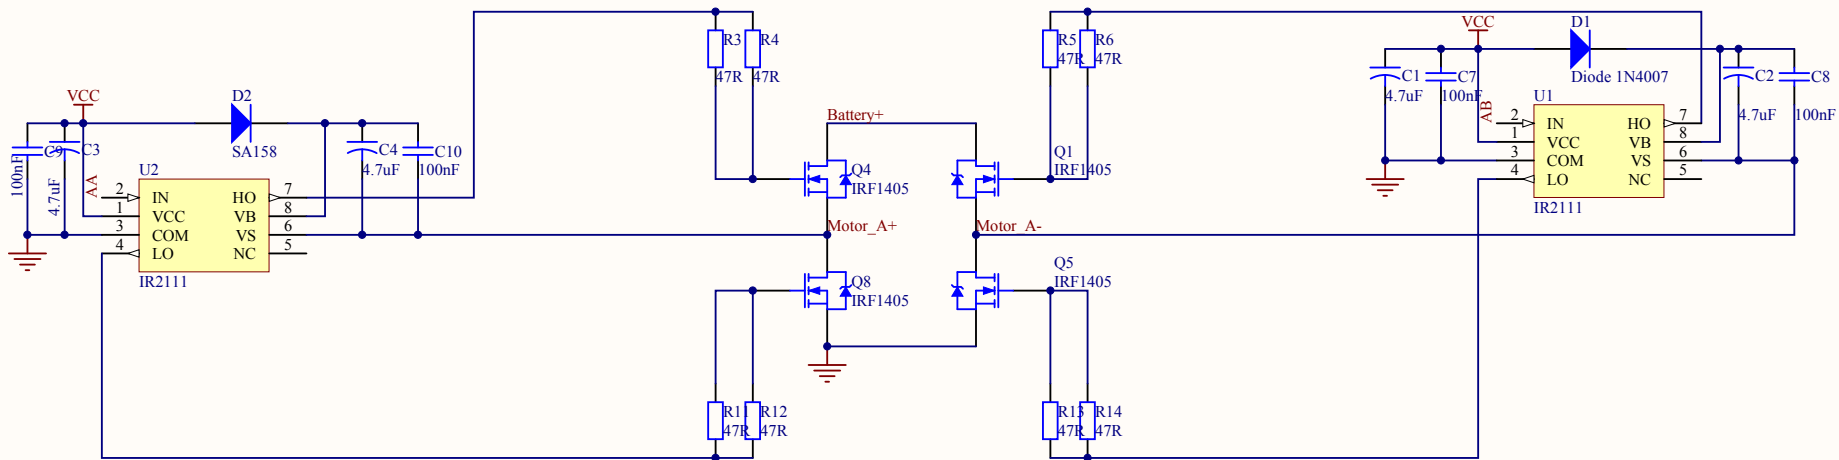 VCC
D2
SA158
C9
100nF
C3
4.7uF
C4
4.7uF
C10
100nF
AA
U2
2
1
3
4
IN
VCC
COM
LO
HO
VB
VS
NC
7
8
6
5
IR2111
R3
47R
R4
47R
Battery+
Q4
IRF1405
Motor_A+
Q8
IRF1405
R11
47R
R12
47R
R5
47R
R6
47R
Q1
IRF1405
Motor_A-
Q5
IRF1405
R13
47R
R14
47R
VCC
D1
Diode 1N4007
C1
4.7uF
C7
100nF
C2
4.7uF
C8
100nF
AB
U1
2
1
3
4
IN
VCC
COM
LO
HO
VB
VS
NC
7
8
6
5
IR2111